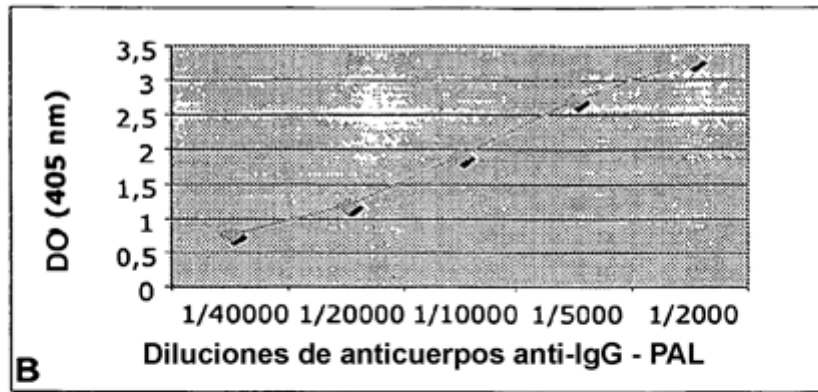 3,5
3
2,5
2
1,5
1
0,5
0
DO (405 nm)
1/40000 1/20000 1/10000 1/5000 1/2000
Diluciones de anticuerpos anti-IgG - PAL
B